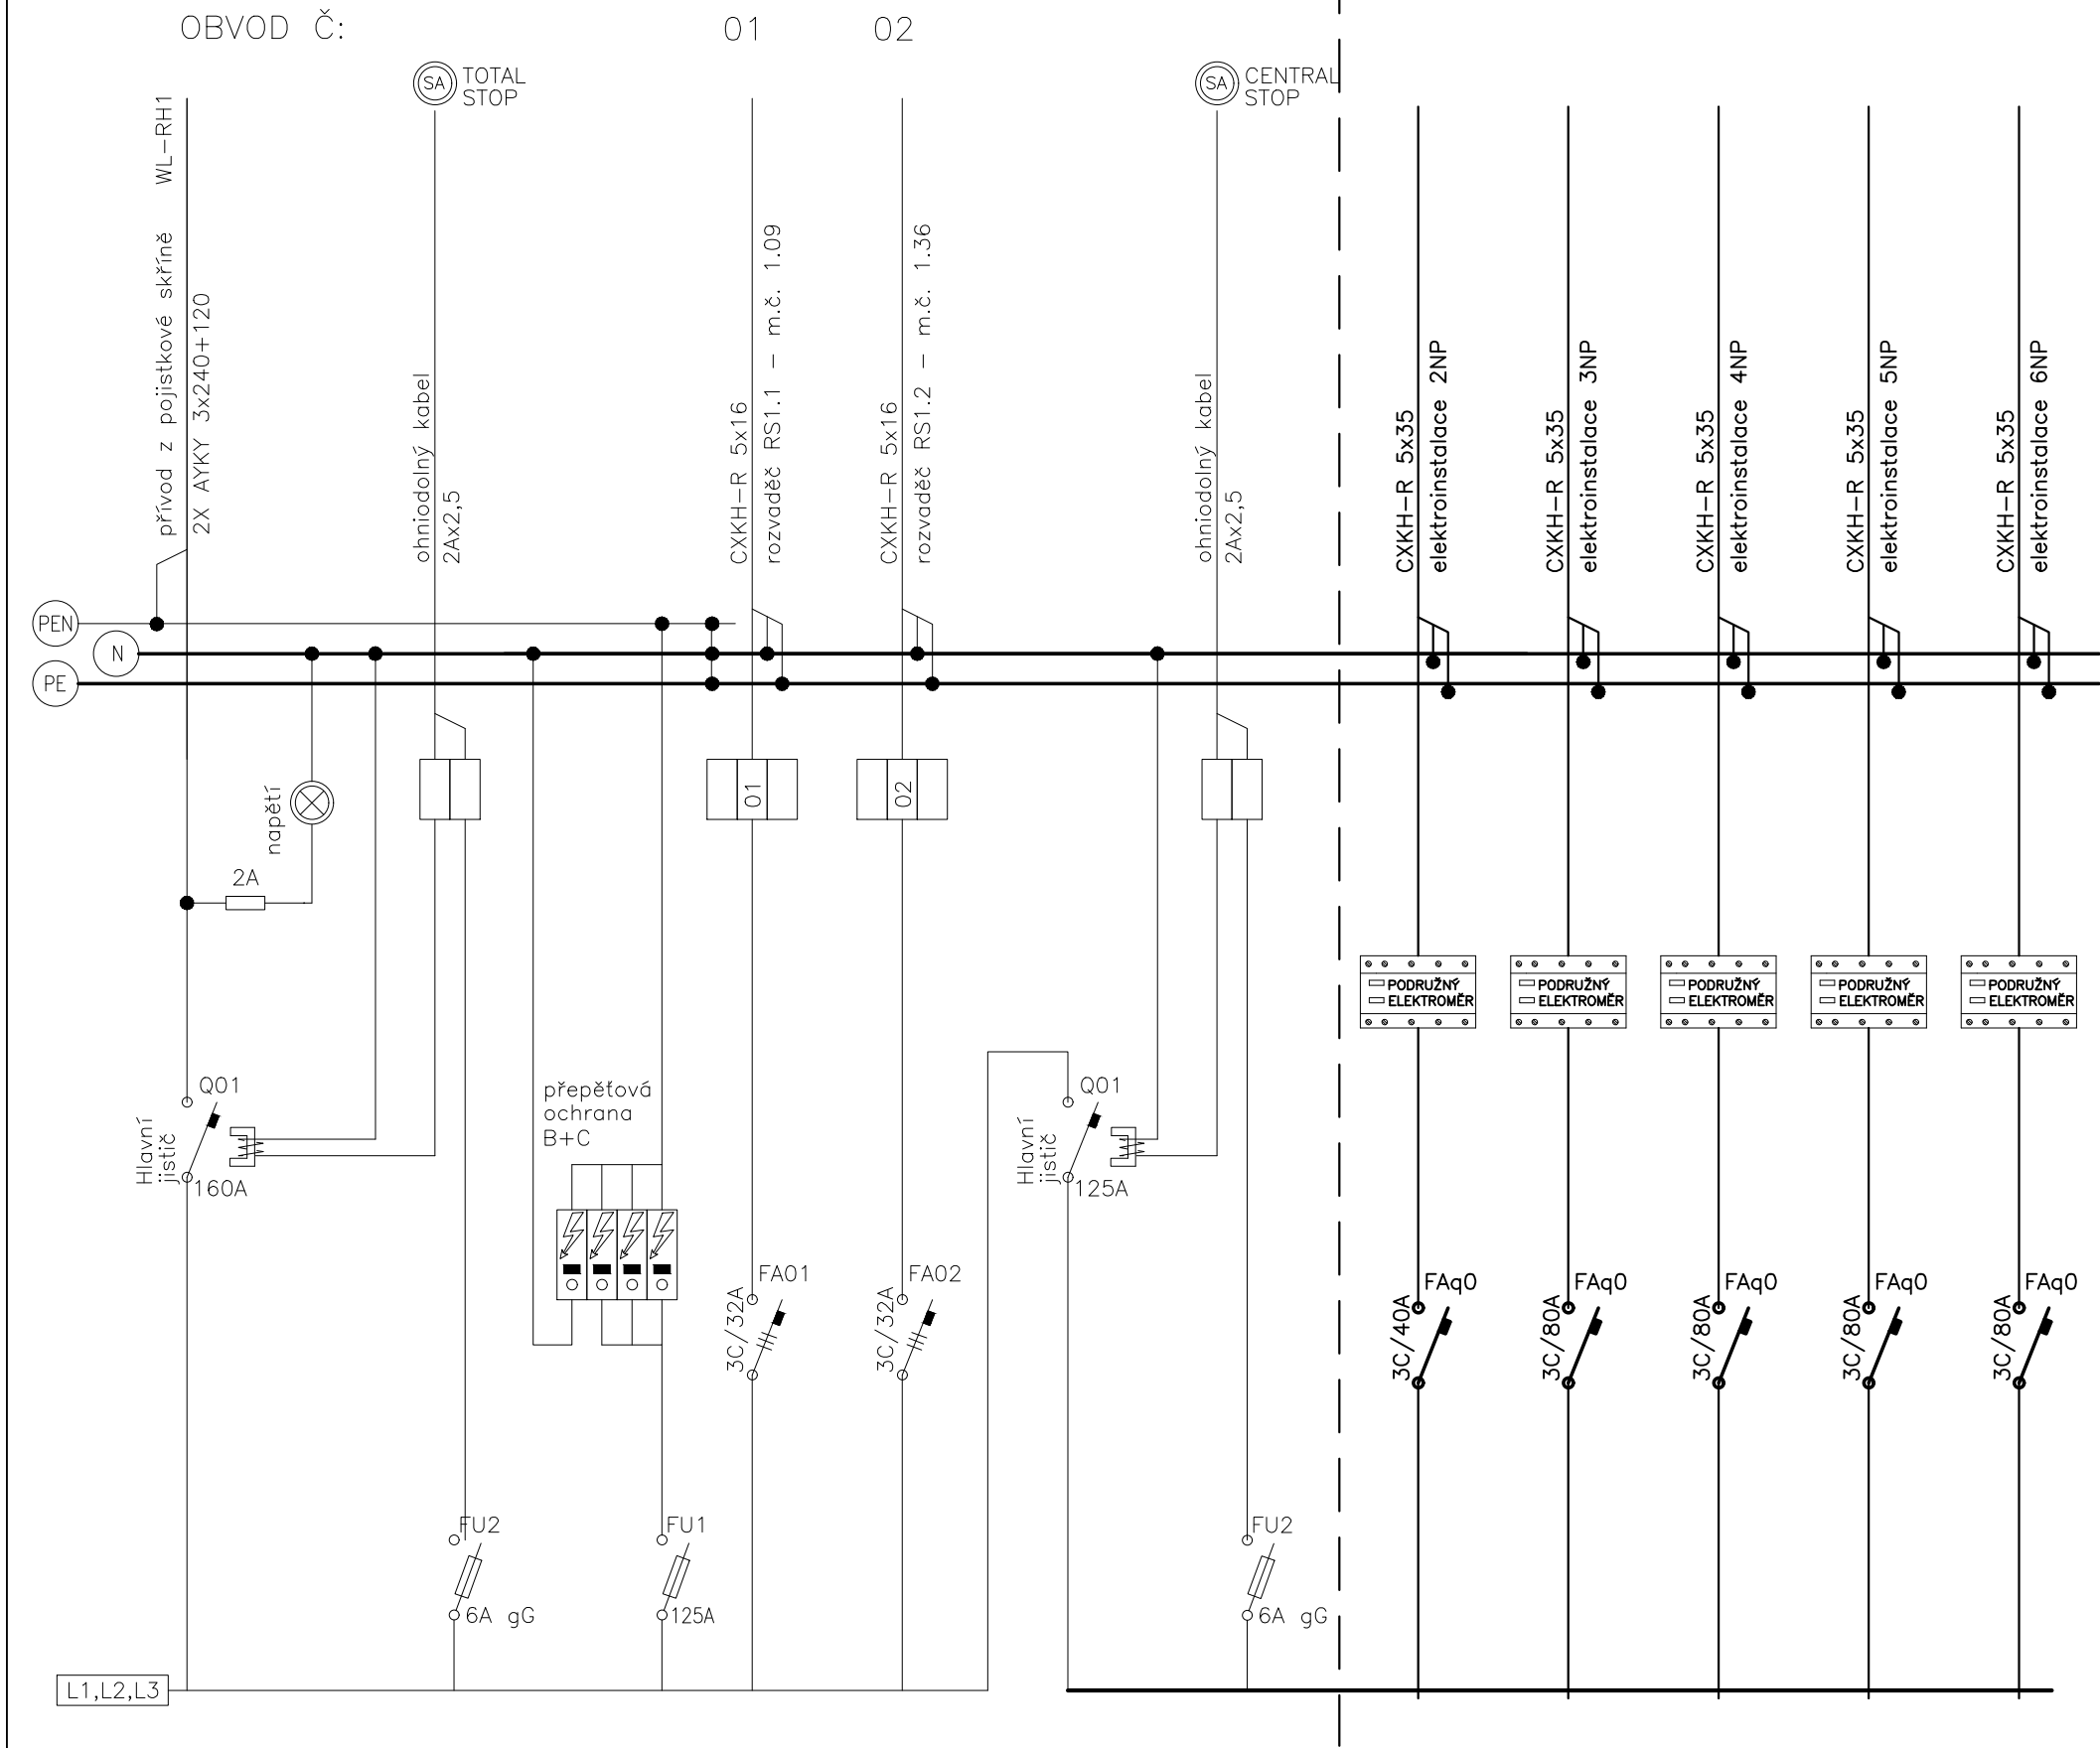 OBVOD Č:
01
02
SA
TOTAL
STOP
SA
CENTRAL
STOP
přívod z pojistkové skříně WL-RH1
2X AYKY 3x240+120
ohniodolný kabel
2Ax2,5
CXKH-R 5x16
rozvaděč RS1.1 - m.č. 1.09
CXKH-R 5x16
rozvaděč RS1.2 - m.č. 1.36
ohniodolný kabel
2Ax2,5
CXKH-R 5x35
elektroinstalace 2NP
CXKH-R 5x35
elektroinstalace 3NP
CXKH-R 5x35
elektroinstalace 4NP
CXKH-R 5x35
elektroinstalace 5NP
CXKH-R 5x35
elektroinstalace 6NP
PEN
N
PE
napětí
2A
01
02
PODRUŽNÝ
ELEKTROMĚR
PODRUŽNÝ
ELEKTROMĚR
PODRUŽNÝ
ELEKTROMĚR
PODRUŽNÝ
ELEKTROMĚR
PODRUŽNÝ
ELEKTROMĚR
Q01
Hlavní
jistič
160A
přepěťová
ochrana
B+C
Q01
Hlavní
jistič
125A
FA01
3C/32A
FA02
3C/32A
FAq0
3C/40A
FAq0
3C/80A
FAq0
3C/80A
FAq0
3C/80A
FAq0
3C/80A
FU2
6A gG
FU1
125A
FU2
6A gG
L1,L2,L3